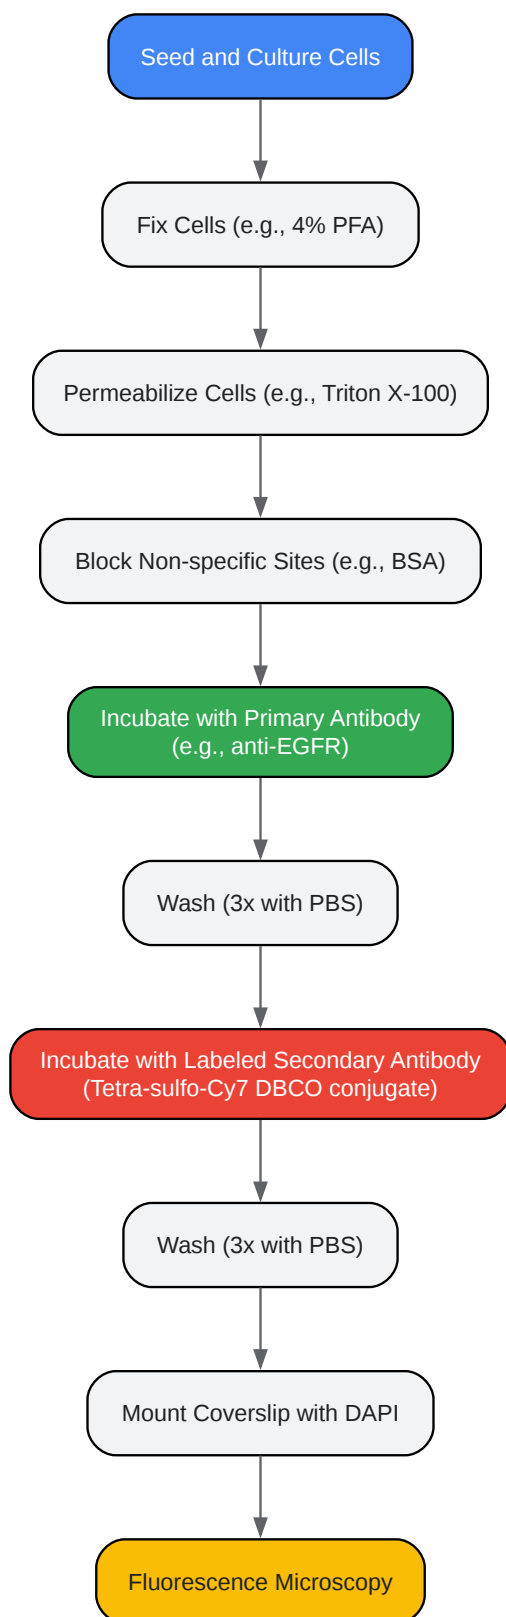 Seed and Culture Cells
Fix Cells (e.g., 4% PFA)
Permeabilize Cells (e.g., Triton X-100)
Block Non-specific Sites (e.g., BSA)
Incubate with Primary Antibody
(e.g., anti-EGFR)
Wash (3x with PBS)
Incubate with Labeled Secondary Antibody
(Tetra-sulfo-Cy7 DBCO conjugate)
Wash (3x with PBS)
Mount Coverslip with DAPI
Fluorescence Microscopy